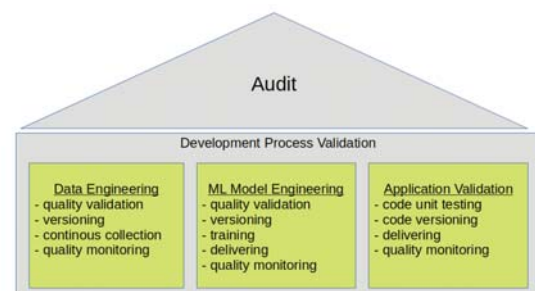 Audit
Development Process Validation
Data Engineering
- quality validation
- versioning
- continous collection
- quality monitoring
ML Model Engineering
- quality validation
- versioning
- training
- delivering
- quality monitoring
Application Validation
- code unit testing
- code versioning
- delivering
- quality monitoring